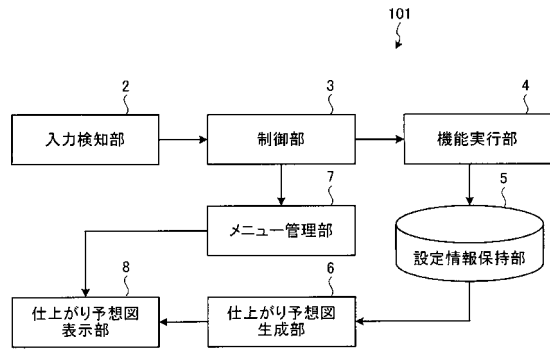 101
2
入力検知部
3
制御部
4
機能実行部
7
メニュー管理部
5
設定情報保持部
8
仕上がり予想図
表示部
6
仕上がり予想図
生成部